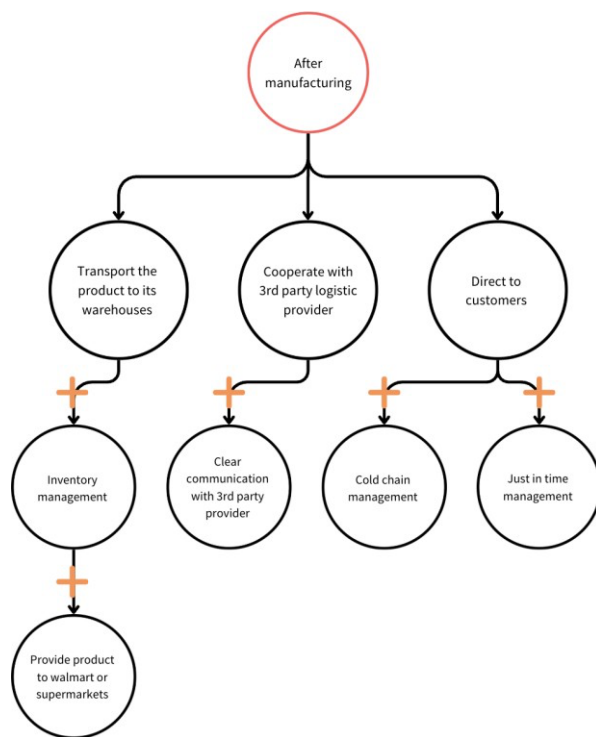 After
manufacturing
Transport the
product to its
warehouses
Cooperate with
3rd party logistic
provider
Direct to
customers
Inventory
management
Clear
communication
with 3rd party
provider
Cold chain
management
Just in time
management
Provide product
to walmart or
supermarkets